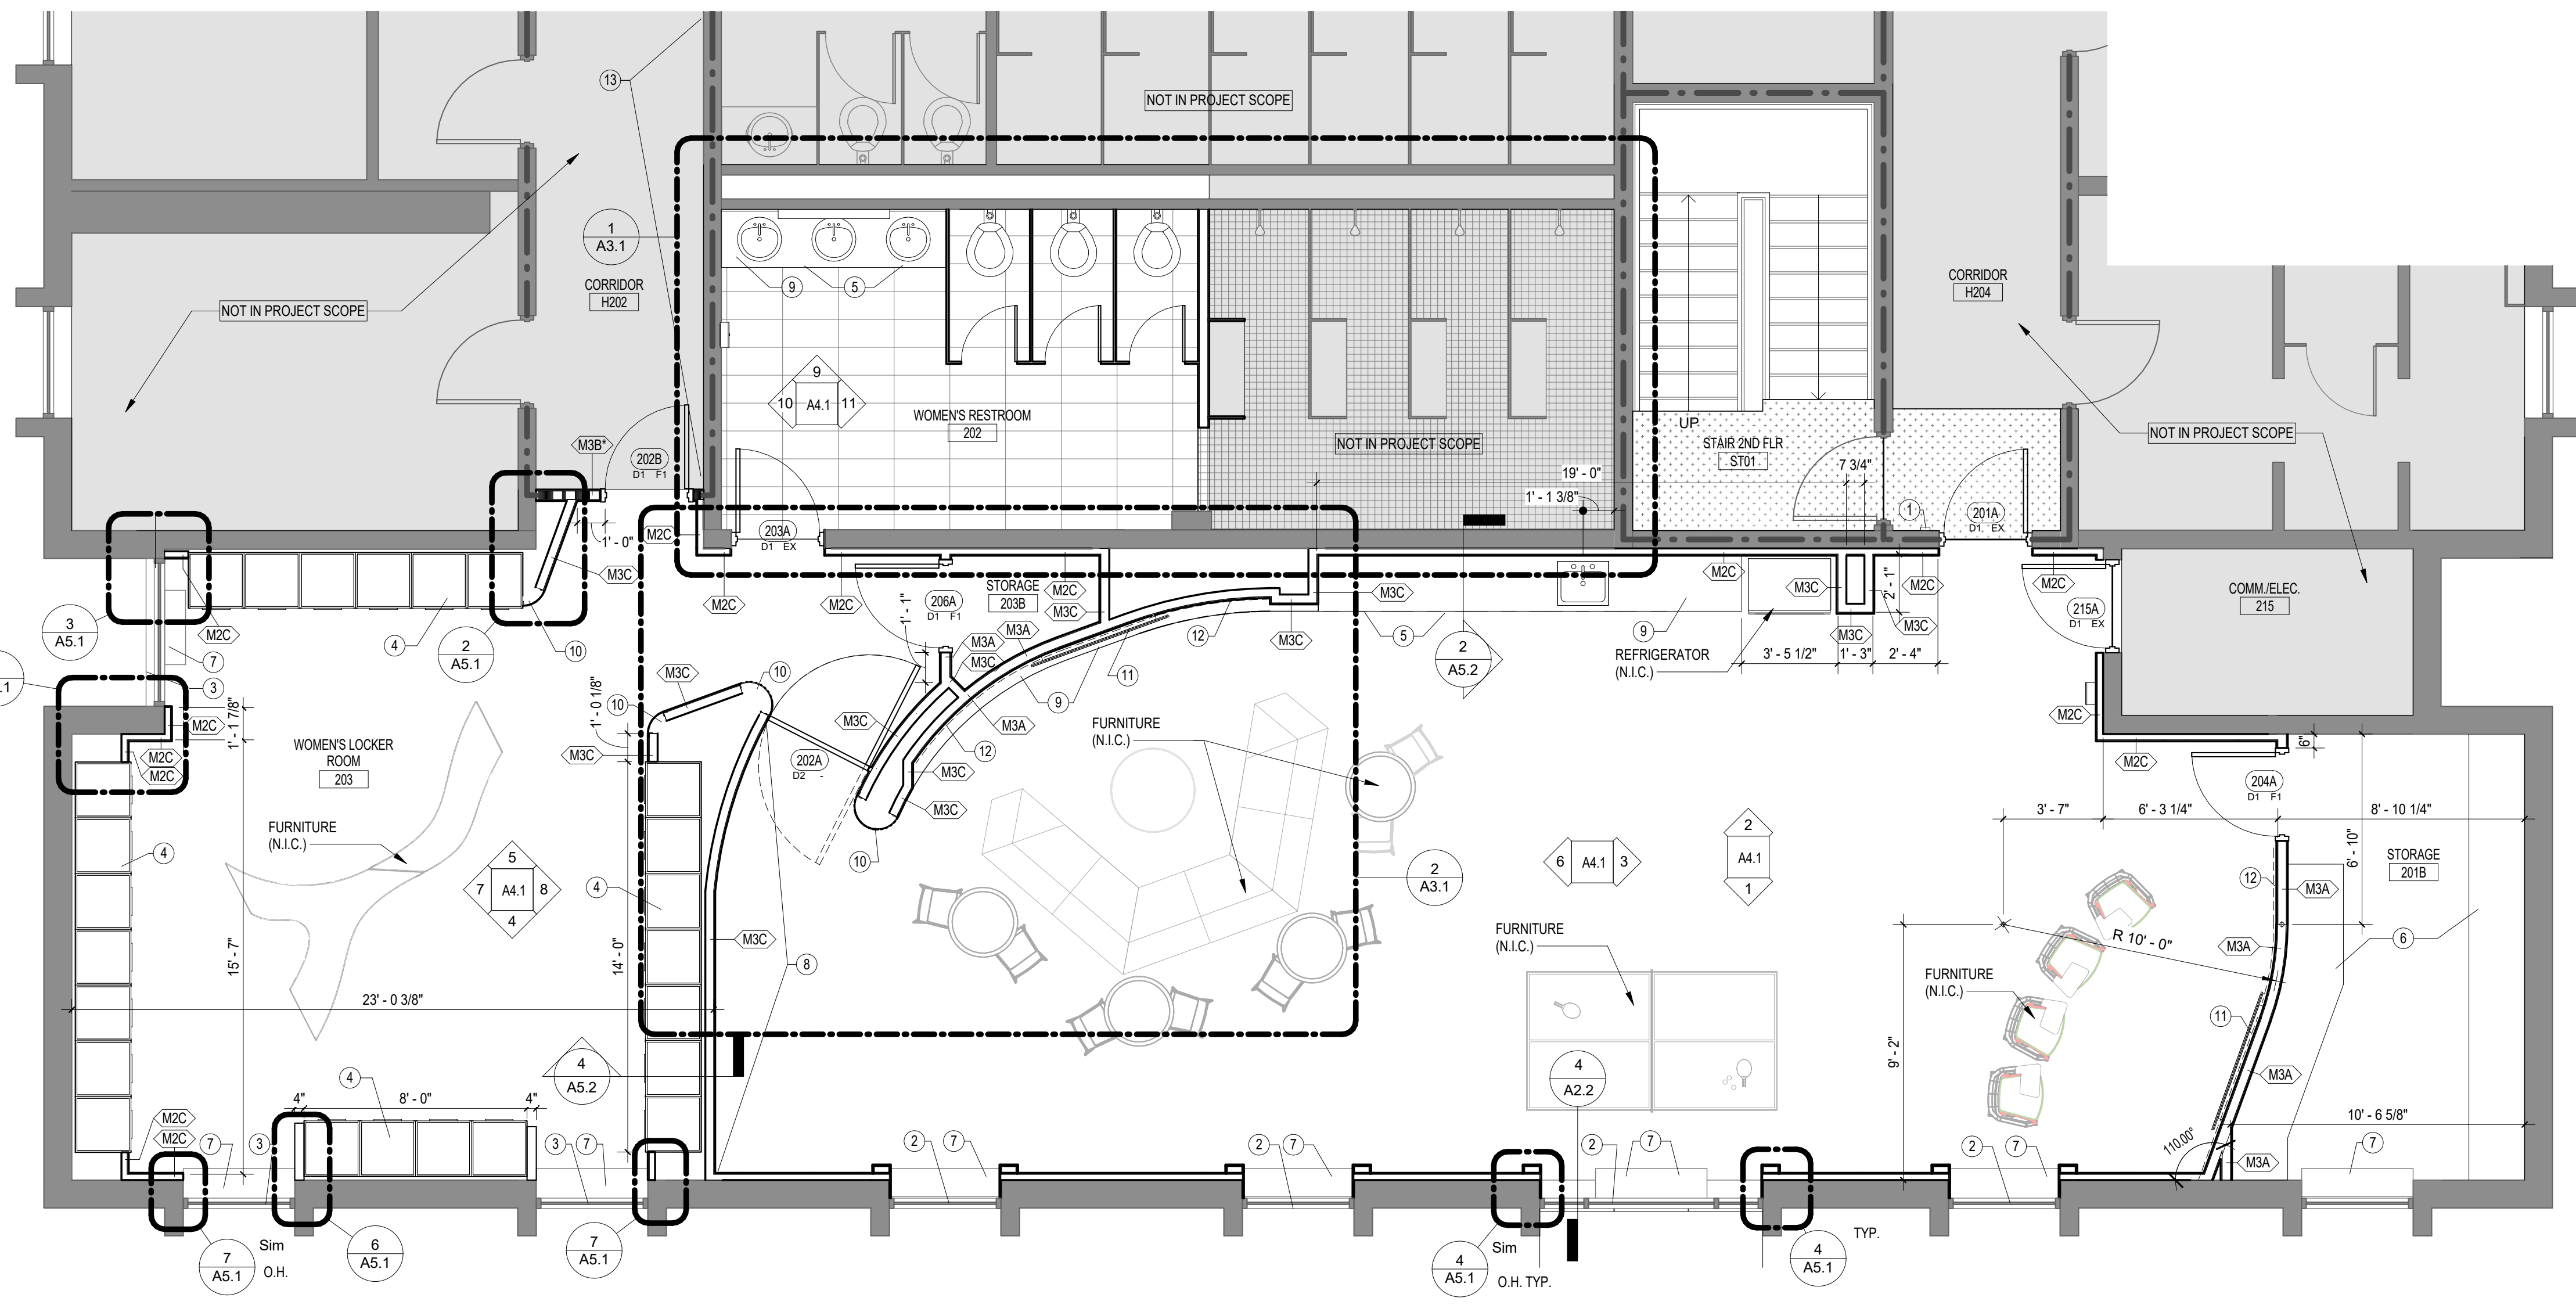 13
NOT IN PROJECT SCOPE
1
A3.1
CORRIDOR
H202
NOT IN PROJECT SCOPE
9
5
CORRIDOR
H204
9
10
A4.1
11
WOMEN'S RESTROOM
202
NOT IN PROJECT SCOPE
UP
STAIR 2ND FLR
ST01
NOT IN PROJECT SCOPE
M3B*
202B
D1 F1
19' - 0"
7 3/4"
1' - 1 3/8"
1
201A
D1 EX
1' - 0"
M2C
203A
D1 EX
M3C
M2C
M2C
206A
D1 F1
STORAGE
203B
M2C
M3C
M3C
M2C
M3C
2' - 1"
M2C
M2C
COMM./ELEC.
215
215A
D1 EX
3
A5.1
M2C
4
2
A5.1
10
1' - 1"
M3A
M3A
M3C
12
M3C
5
2
A5.2
9
M3C
M3C
REFRIGERATOR
(N.I.C.)
3' - 5 1/2"
1' - 3"
2' - 4"
7
3
.1
M3C
10
10
11
9
1' - 1 7/8"
M2C
M2C
M2C
1' - 0 1/8"
M3C
M3C
M3A
12
FURNITURE
(N.I.C.)
M2C
M2C
6"
WOMEN'S LOCKER
ROOM
203
202A
D2 -
M3C
M3C
204A
D1 F1
3' - 7"
6' - 3 1/4"
8' - 10 1/4"
6' - 10"
FURNITURE
(N.I.C.)
4
10
5
7
A4.1
8
4
4
2
A3.1
6
A4.1
3
2
A4.1
1
STORAGE
201B
12
M3A
M3C
15' - 7"
14' - 0"
8
FURNITURE
(N.I.C.)
R 10' - 0"
M3A
6
FURNITURE
(N.I.C.)
23' - 0 3/8"
11
9' - 2"
4
A5.2
4
A2.2
M3A
4
4"
8' - 0"
4"
10' - 6 5/8"
M2C
M2C
7
3
3
7
2
7
2
7
2
7
2
7
110.00°
M3A
7
7
A5.1
Sim
O.H.
6
A5.1
7
A5.1
4
A5.1
Sim
O.H. TYP.
4
A5.1
TYP.